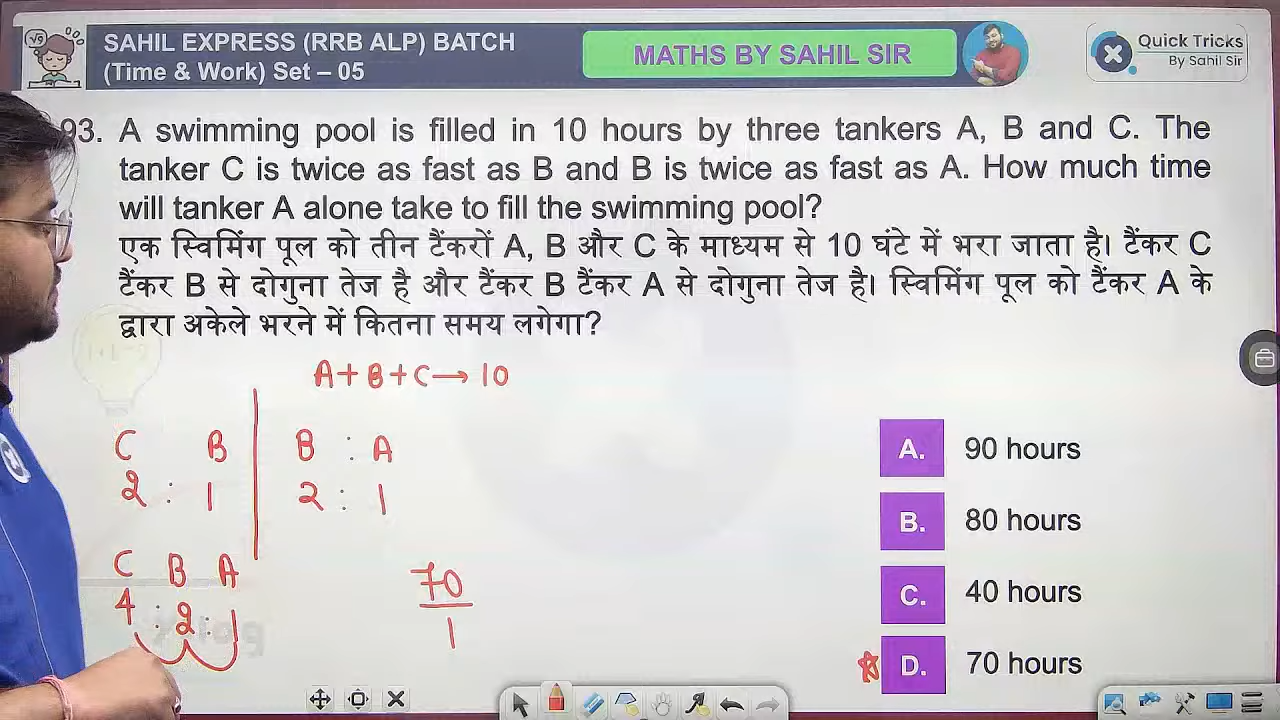 SAHIL EXPRESS (RRB ALP) BATCH
(Time & Work) Set – 05
MATHS BY SAHIL SIR
Quick Tricks
By Sahil Sir
93. A swimming pool is filled in 10 hours by three tankers A, B and C. The
tanker C is twice as fast as B and B is twice as fast as A. How much time
will tanker A alone take to fill the swimming pool?
एक स्विमिंग पूल को तीन टैंकरों A, B और C के माध्यम से 10 घंटे में भरा जाता है। टैंकर C
टैंकर B से दोगुना तेज है और टैंकर B टैंकर A से दोगुना तेज है। स्विमिंग पूल को टैंकर A के
द्वारा अकेले भरने में कितना समय लगेगा?
A+B+C→10
C B
2 : 1
B : A
2 : 1
C B A
4 : 2 : 1
70
1
A. 90 hours
B. 80 hours
C. 40 hours
D. 70 hours